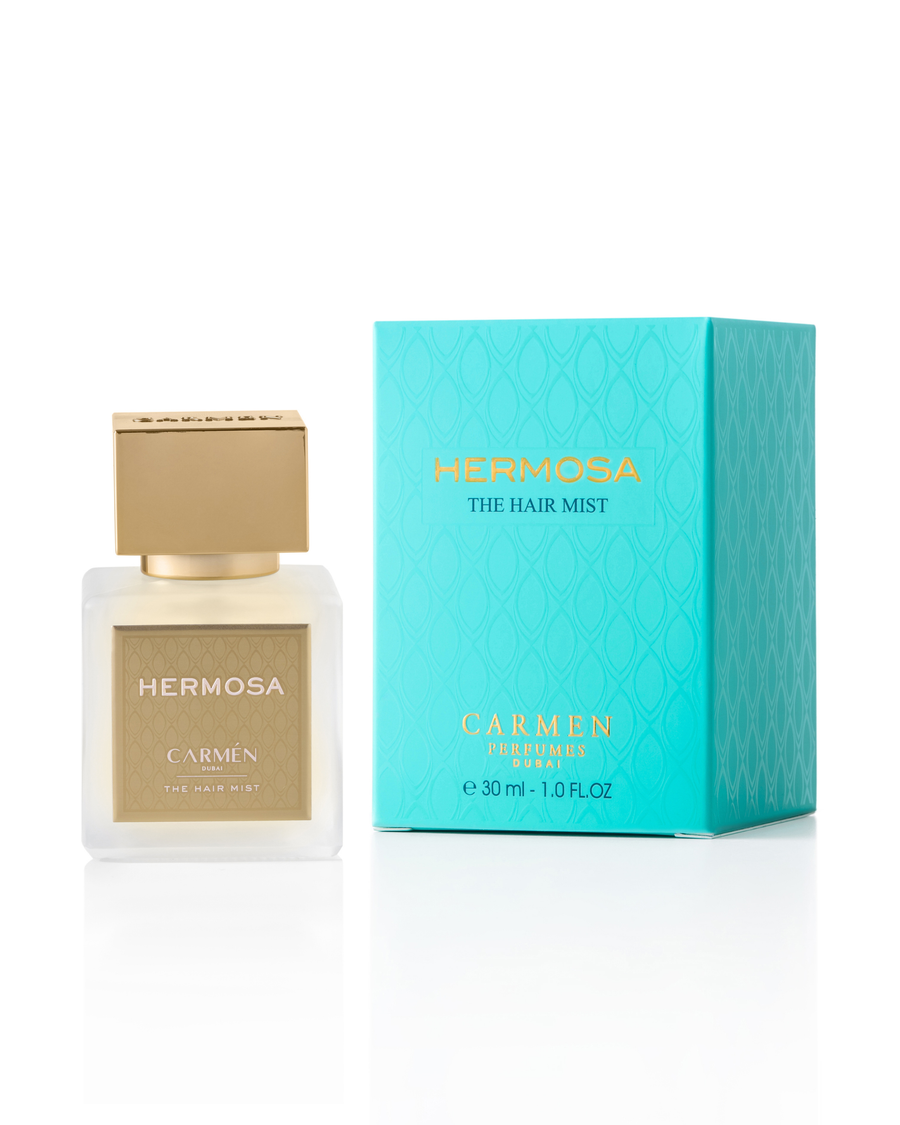 CARMEN
HERMOSA
CARMÉN
DUBAI
THE HAIR MIST
HERMOSA
THE HAIR MIST
CARMEN
PERFUMES
DUBAI
℮ 30 ml - 1.0 FL.OZ